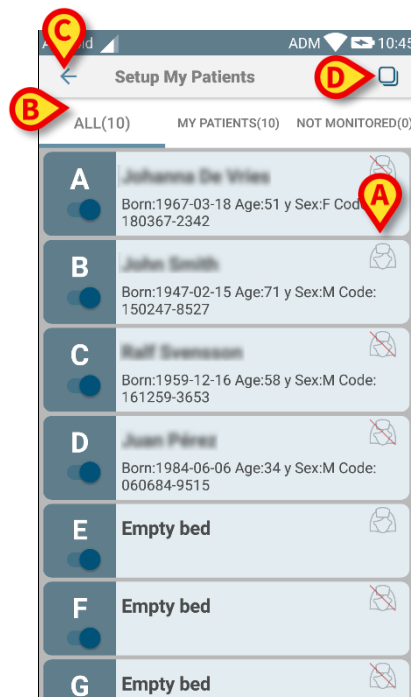 C
ADM 10:45
Setup My Patients
D
B
ALL(10) MY PATIENTS(10) NOT MONITORED(0)
A
Born:1967-03-18 Age:51 y Sex:F
180367-2342
A
B
Born:1947-02-15 Age:71 y Sex:M Code:
150247-8527
C
Born:1959-12-16 Age:58 y Sex:M Code:
161259-3653
D
Born:1984-06-06 Age:34 y Sex:M Code:
060684-9515
E Empty bed
F Empty bed
G Empty bed